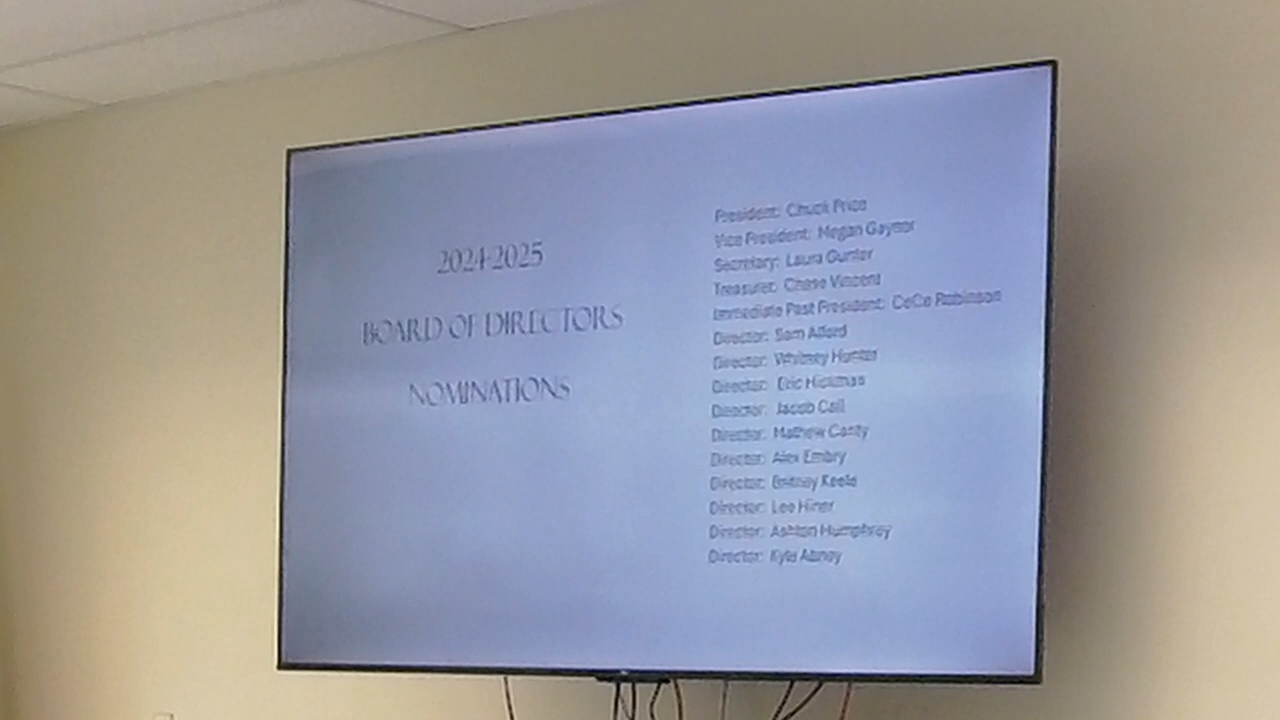 2024-2025
BOARD OF DIRECTORS
NOMINATIONS
President: Chuck Price
Vice President: Megan Gaynor
Secretary: Laura Gunter
Treasurer: Chase Vincent
Immediate Past President: CeCe Robinson
Director: Sam Alford
Director: Whitney Hunter
Director: Eric Hickman
Director: Jacob Call
Director: Mathew Canty
Director: Alex Embry
Director: Keele
Director: Lee Hiner
Director: Ashton Humphrey
Director: Kyle Abney